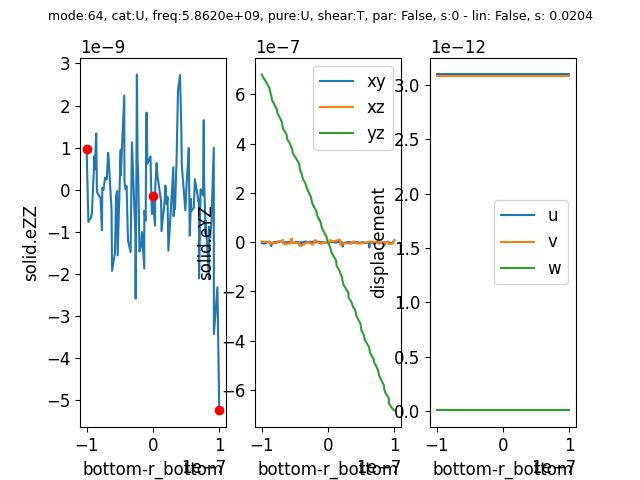 mode:64, cat:U, freq:5.8620e+09, pure:U, shear:T, par: False, s:0 - lin: False, s: 0.0204
1e−9
3
2
1
0
−1
−2
−3
−4
−5
solid.eZZ
−1
0
1
1e−7
bottom-r_bottom
1e−7
6
4
2
0
−2
−4
−6
solid.eYZ
xy
xz
yz
−1
0
1
1e−7
bottom-r_bottom
1e−12
3.0
2.5
2.0
1.5
1.0
0.5
0.0
displacement
u
v
w
−1
0
1
1e−7
bottom-r_bottom